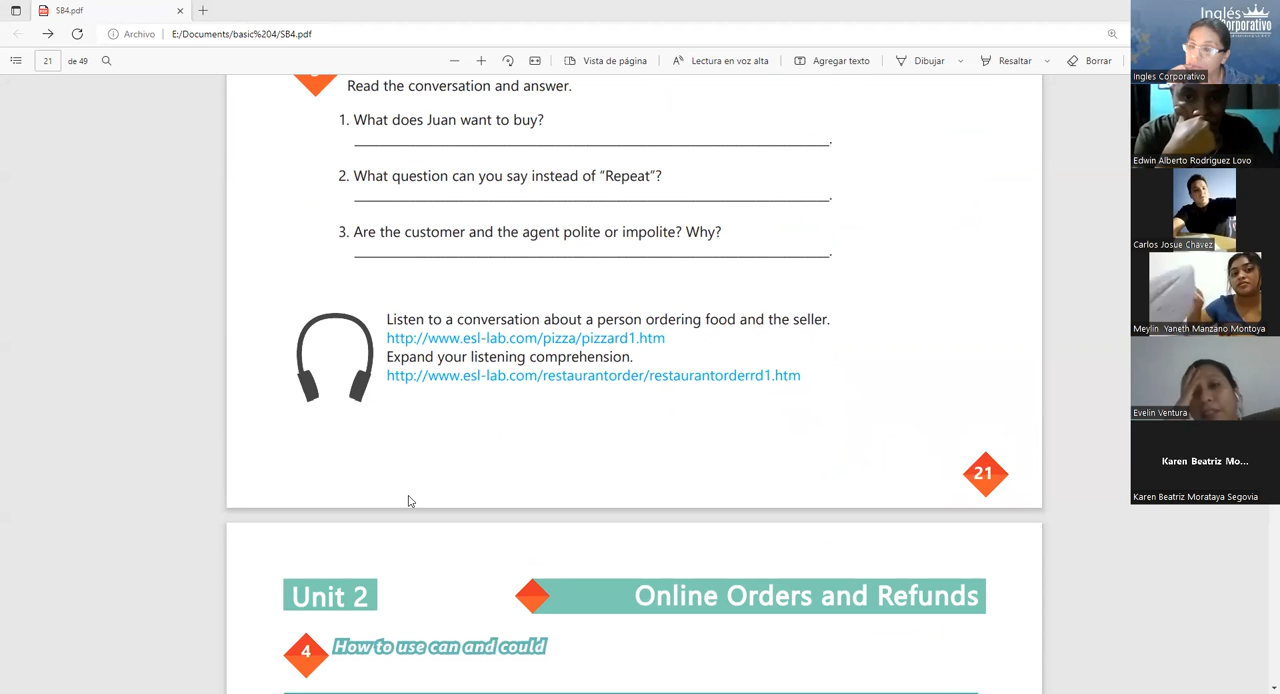 SB4.pdf
Archivo
E:/Documents/basic%204/SB4.pdf
21
de 49
Vista de página
Lectura en voz alta
Agregar texto
Dibujar
Resaltar
Borrar
Read the conversation and answer.
1. What does Juan want to buy?
2. What question can you say instead of “Repeat”?
3. Are the customer and the agent polite or impolite? Why?
Listen to a conversation about a person ordering food and the seller.
http://www.esl-lab.com/pizza/pizzard1.htm
Expand your listening comprehension.
http://www.esl-lab.com/restaurantorder/restaurantorderrd1.htm
21
Unit 2
Online Orders and Refunds
4
How to use can and could
Inglés
Corporativo
Ingles Corporativo
Edwin Alberto Rodriguez Lovo
Carlos Josue Chavez
Meylin Yaneth Manzano Montoya
Evelin Ventura
Karen Beatriz Mo...
Karen Beatriz Morataya Segovia